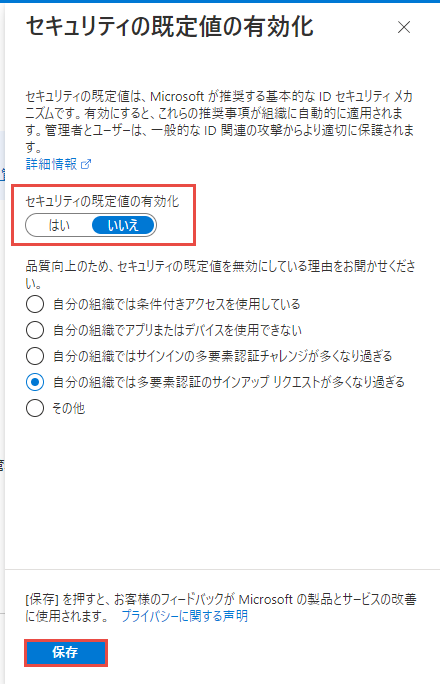 セキュリティの既定値の有効化
セキュリティの既定値は、Microsoft が推奨する基本的な ID セキュリティ メカ
ニズムです。有効にすると、これらの推奨事項が組織に自動的に適用されま
す。管理者とユーザーは、一般的な ID 関連の攻撃からより適切に保護されま
す。
詳細情報
セキュリティの既定値の有効化
はい いいえ
品質向上のため、セキュリティの既定値を無効にしている理由をお聞かせくださ
い。
自分の組織では条件付きアクセスを使用している
自分の組織でアプリまたはデバイスを使用できない
自分の組織ではサインインの多要素認証チャレンジが多くなり過ぎる
自分の組織では多要素認証のサインアップ リクエストが多くなり過ぎる
その他
[保存] を押すと、お客様のフィードバックが Microsoft の製品とサービスの改善
に使用されます。 プライバシーに関する声明
保存